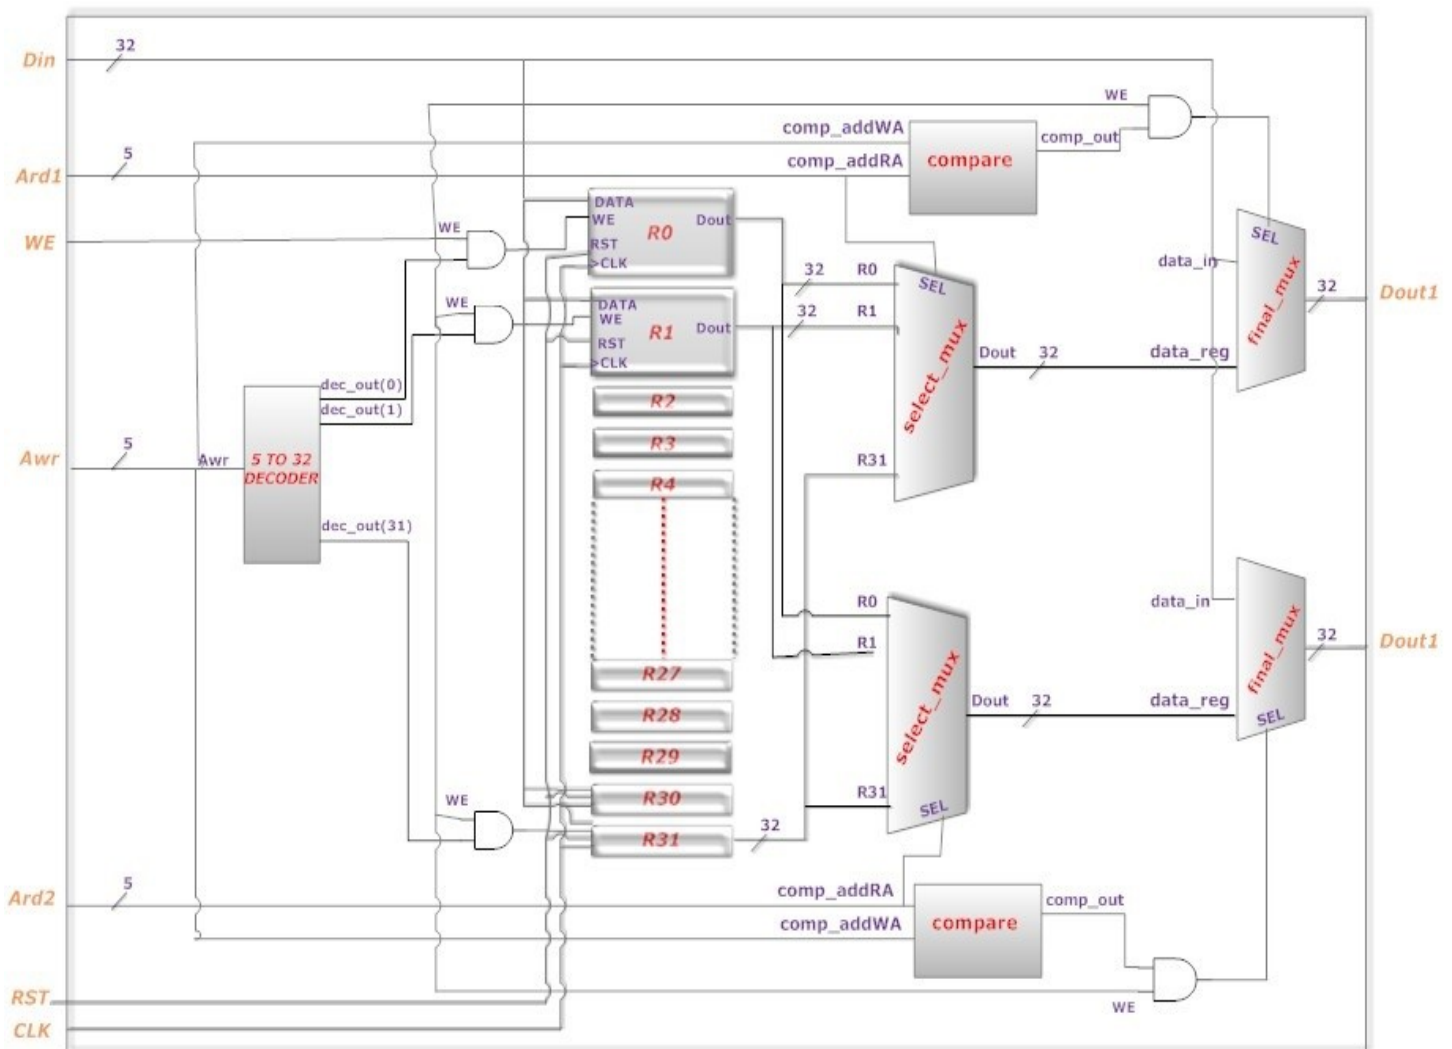 Din
32
WE
comp_addWA
comp_out
5
comp_addRA
compare
Ard1
DATA
WE
Dout
R0
RST
>CLK
WE
WE
SEL
data_in
final_mux
32
Dout1
32
R0
SEL
32
R1
select_mux
Dout
32
data_reg
WE
DATA
WE
Dout
R1
RST
>CLK
dec_out(0)
dec_out(1)
R2
R3
5
Awr
Awr
5 TO 32
DECODER
R4
R31
dec_out(31)
R0
R1
select_mux
data_in
final_mux
32
Dout1
R27
R28
R29
Dout
32
data_reg
SEL
R30
R31
SEL
WE
R31
32
5
Ard2
comp_addRA
comp_addWA
compare
comp_out
RST
WE
CLK